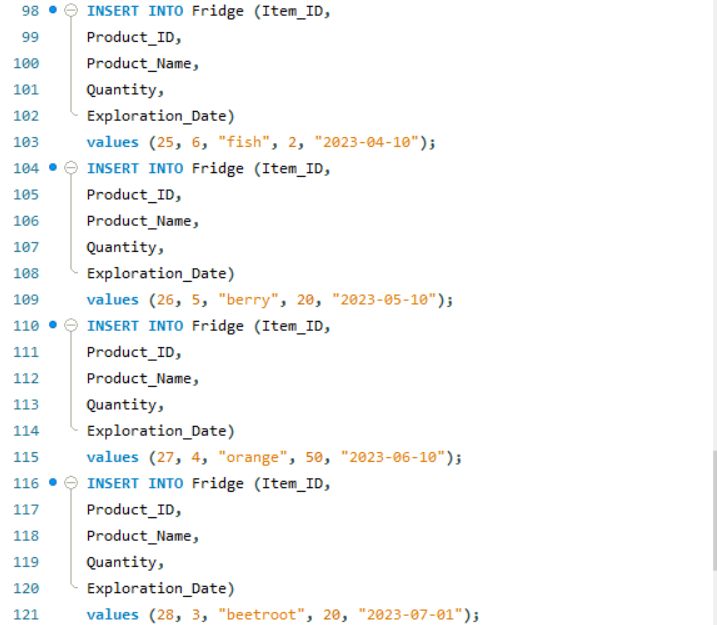 98 INSERT INTO Fridge (Item_ID,
99 Product_ID,
100 Product_Name,
101 Quantity,
102 Exploration_Date)
103 values (25, 6, "fish", 2, "2023-04-10");
104 INSERT INTO Fridge (Item_ID,
105 Product_ID,
106 Product_Name,
107 Quantity,
108 Exploration_Date)
109 values (26, 5, "berry", 20, "2023-05-10");
110 INSERT INTO Fridge (Item_ID,
111 Product_ID,
112 Product_Name,
113 Quantity,
114 Exploration_Date)
115 values (27, 4, "orange", 50, "2023-06-10");
116 INSERT INTO Fridge (Item_ID,
117 Product_ID,
118 Product_Name,
119 Quantity,
120 Exploration_Date)
121 values (28, 3, "beetroot", 20, "2023-07-01");